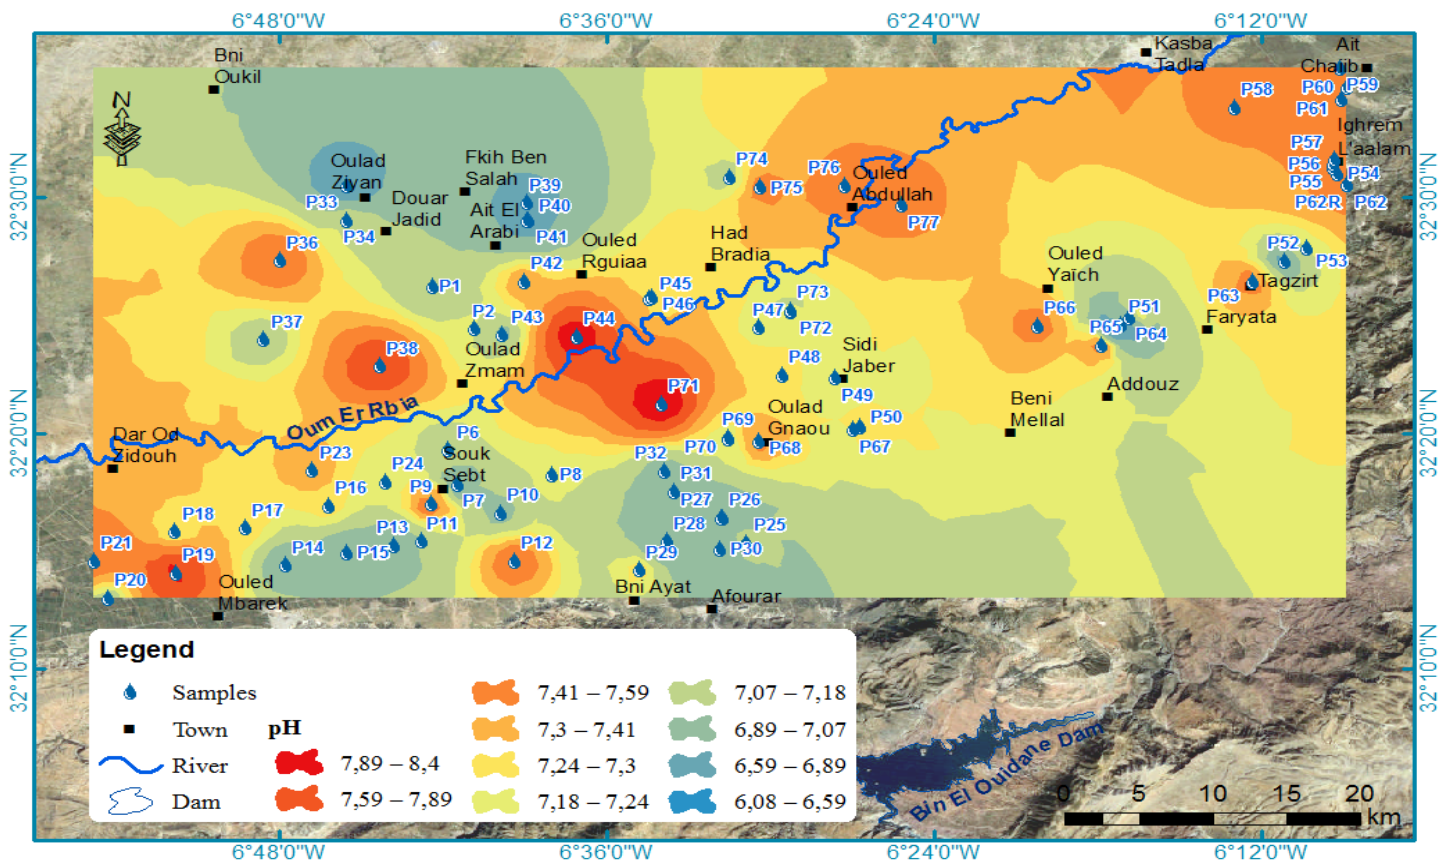 6°48'0"W 6°36'0"W 6°24'0"W 6°12'0"W
Kasba
Tadla
Ait
Chajib
Bni
Oukil
N
P58
P60
P59
P61
Ighrem
L'aalam
P57
P56
P54
P55
P62R
P62
Oulad
Ziyan
Fkih Ben
Salah
P74
P76
P75
Ouled
Abdullah
P77
P39
P40
P41
P33
P34
Douar
Jadid
Ait El
Arabi
32°30'0"N
32°30'0"N
P36
P42
Ouled
Rguiaa
Had
Bradia
Ouled
Yaïch
P52
P53
P1
P45
P46
P63
Tagzirt
P37
P2
P43
P44
P47
P73
P72
P66
P51
P65
P64
Faryata
P38
Oulad
Zmam
P71
P48
Sidi
Jaber
P49
Addouz
Oum Er Rbia
P69
P70
Oulad
Gnaou
P68
P50
P67
Beni
Mellal
32°20'0"N
32°20'0"N
Dar Od
Zidouh
P6
Souk
Sebt
P23
P24
P9
P7
P8
P32
P31
P16
P10
P27
P26
P18
P17
P13
P11
P28
P25
P21
P19
P14
P15
P12
P29
P30
P20
Ouled
Mbarek
Bni Ayat
Afourar
32°10'0"N
32°10'0"N
Legend
Samples
Town
River
Dam
pH
7,89 – 8,4
7,59 – 7,89
7,41 – 7,59
7,3 – 7,41
7,24 – 7,3
7,18 – 7,24
7,07 – 7,18
6,89 – 7,07
6,59 – 6,89
6,08 – 6,59
Bin El Ouidane Dam
0 5 10 15 20
km
6°48'0"W 6°36'0"W 6°24'0"W 6°12'0"W